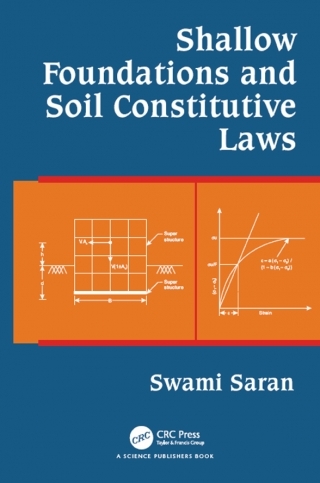 Shallow
Foundations and
Soil Constitutive
Laws
Super
structure
Super
structure
B
Strain
Swami Saran
CRC
CRC Press
Taylor & Francis Group
A SCIENCE PUBLISHERS BOOK